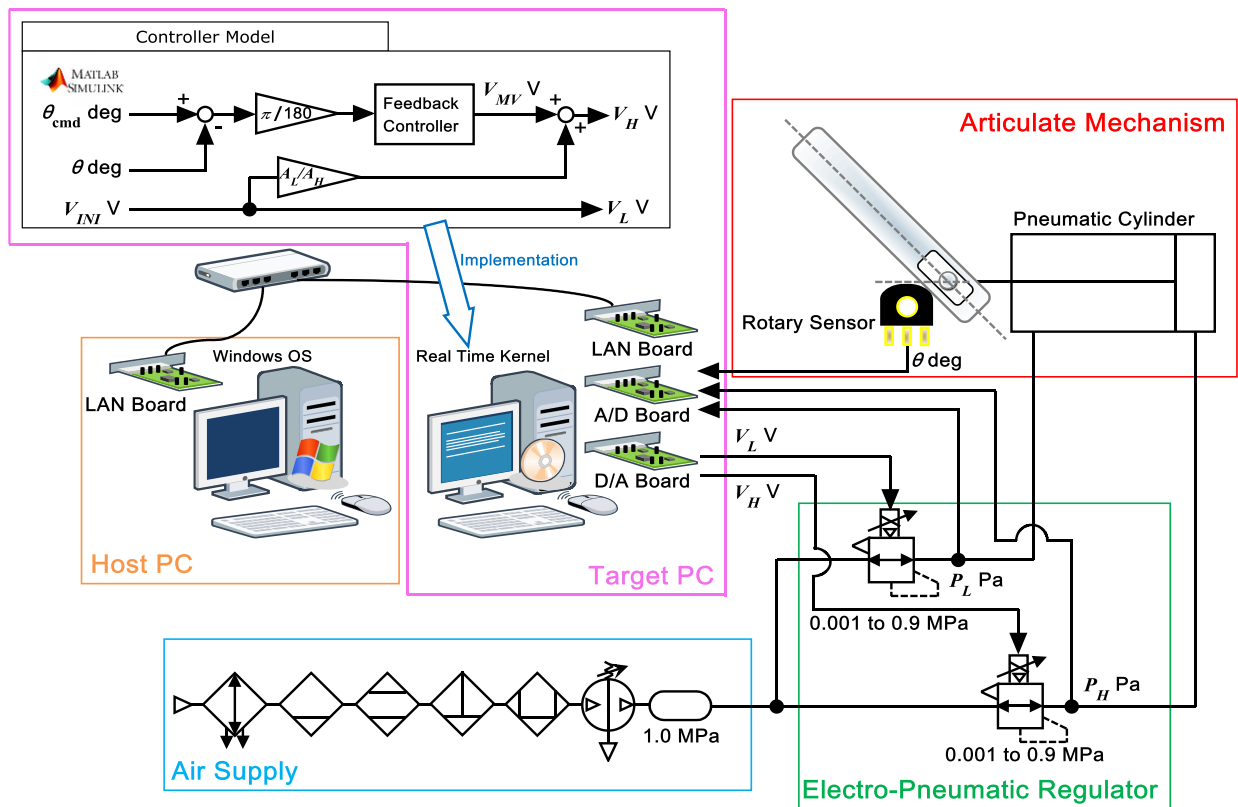 Controller Model
MATLAB
SIMULINK
θcmd deg
+
-
π/180
Feedback
Controller
VMV V
+
+
VH V
θ deg
AL/AH
VINI V
VL V
Implementation
Articulate Mechanism
Pneumatic Cylinder
Rotary Sensor
θ deg
Windows OS
LAN Board
Host PC
Real Time Kernel
LAN Board
A/D Board
D/A Board
Target PC
VL V
VH V
PL Pa
0.001 to 0.9 MPa
PH Pa
0.001 to 0.9 MPa
Electro-Pneumatic Regulator
1.0 MPa
Air Supply